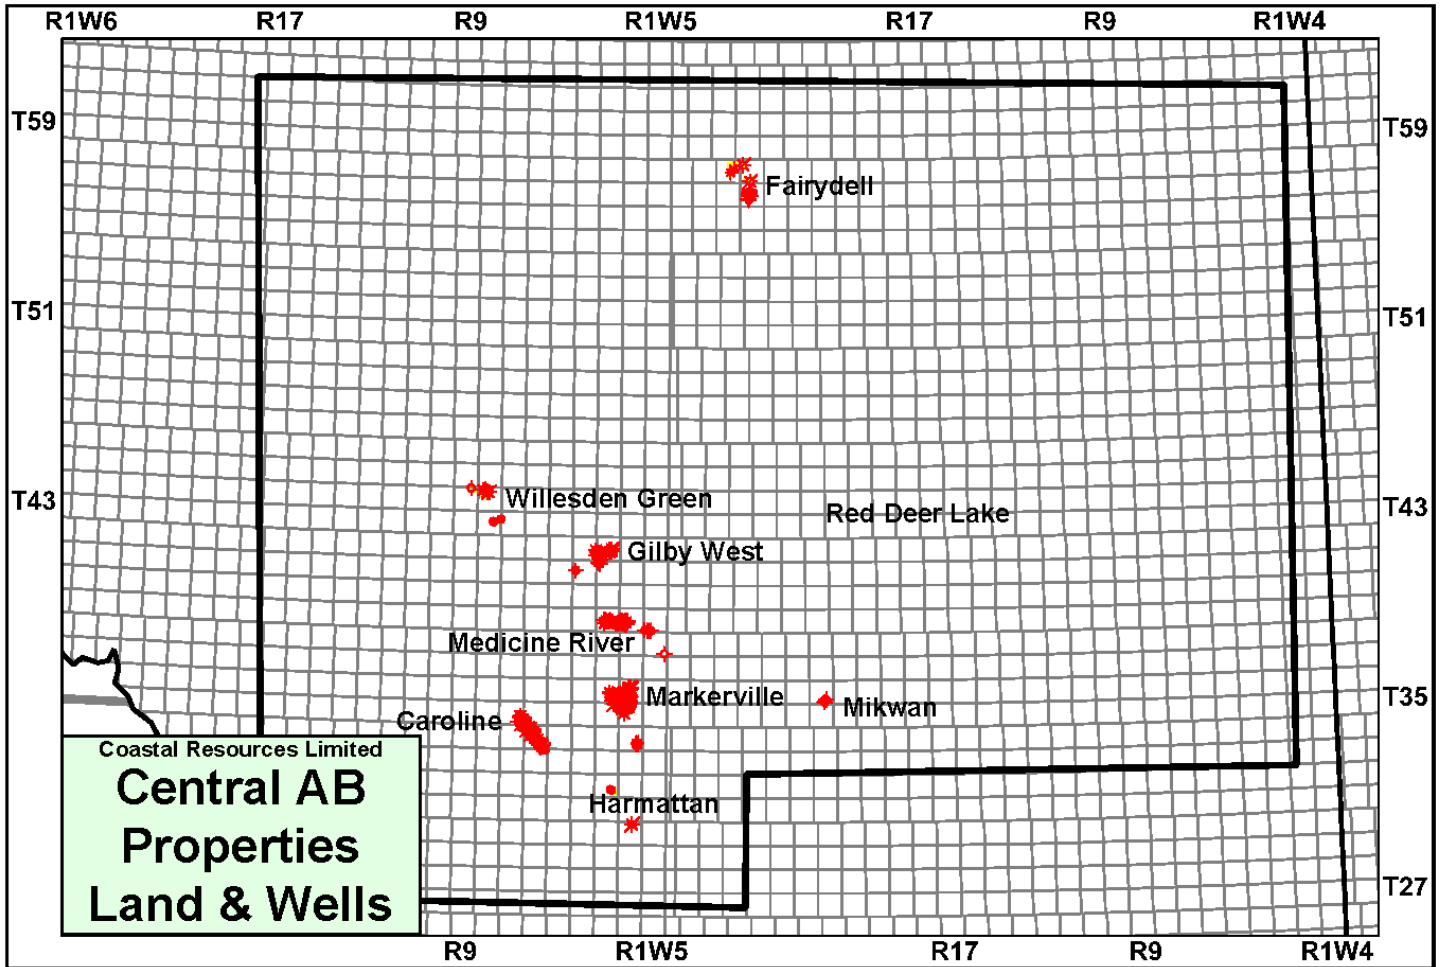 R1W6 R17 R9 R1W5 R17 R9 R1W4
T59 T59
Fairydell
T51 T51
T43 Willesden Green T43
Red Deer Lake
Gilby West
Medicine River
Markerville T35
Mikwan
Caroline
Coastal Resources Limited
Central AB
Properties
Land & Wells
Harmattan
T27
R9 R1W5 R17 R9 R1W4